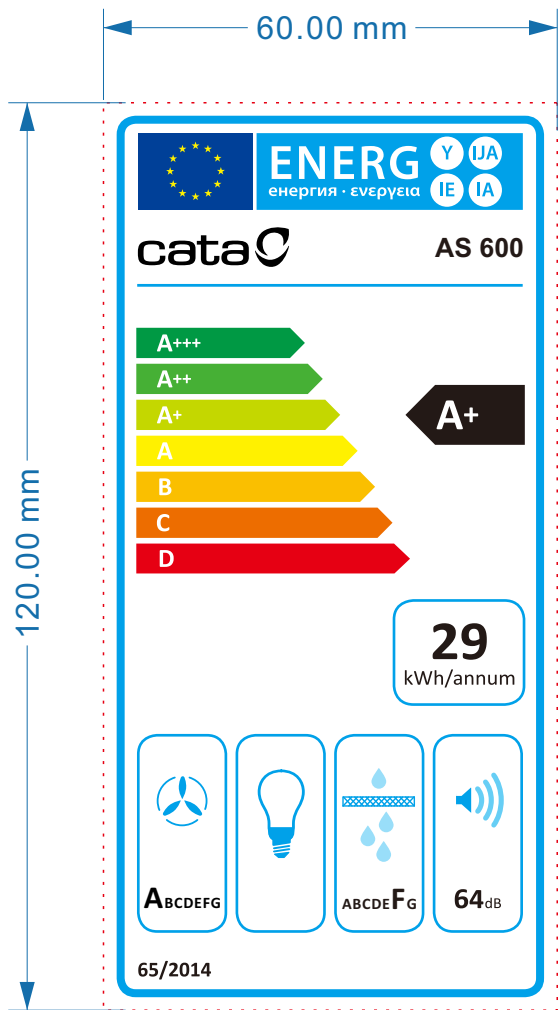 60.00 mm
120.00 mm
ENERG
енергия · ενεργεια
Y IJA
IE IA
cata
AS 600
A+++
A++
A+
A
B
C
D
A+
29
kWh/annum
ABCDEFG
ABCDEFG
64dB
65/2014